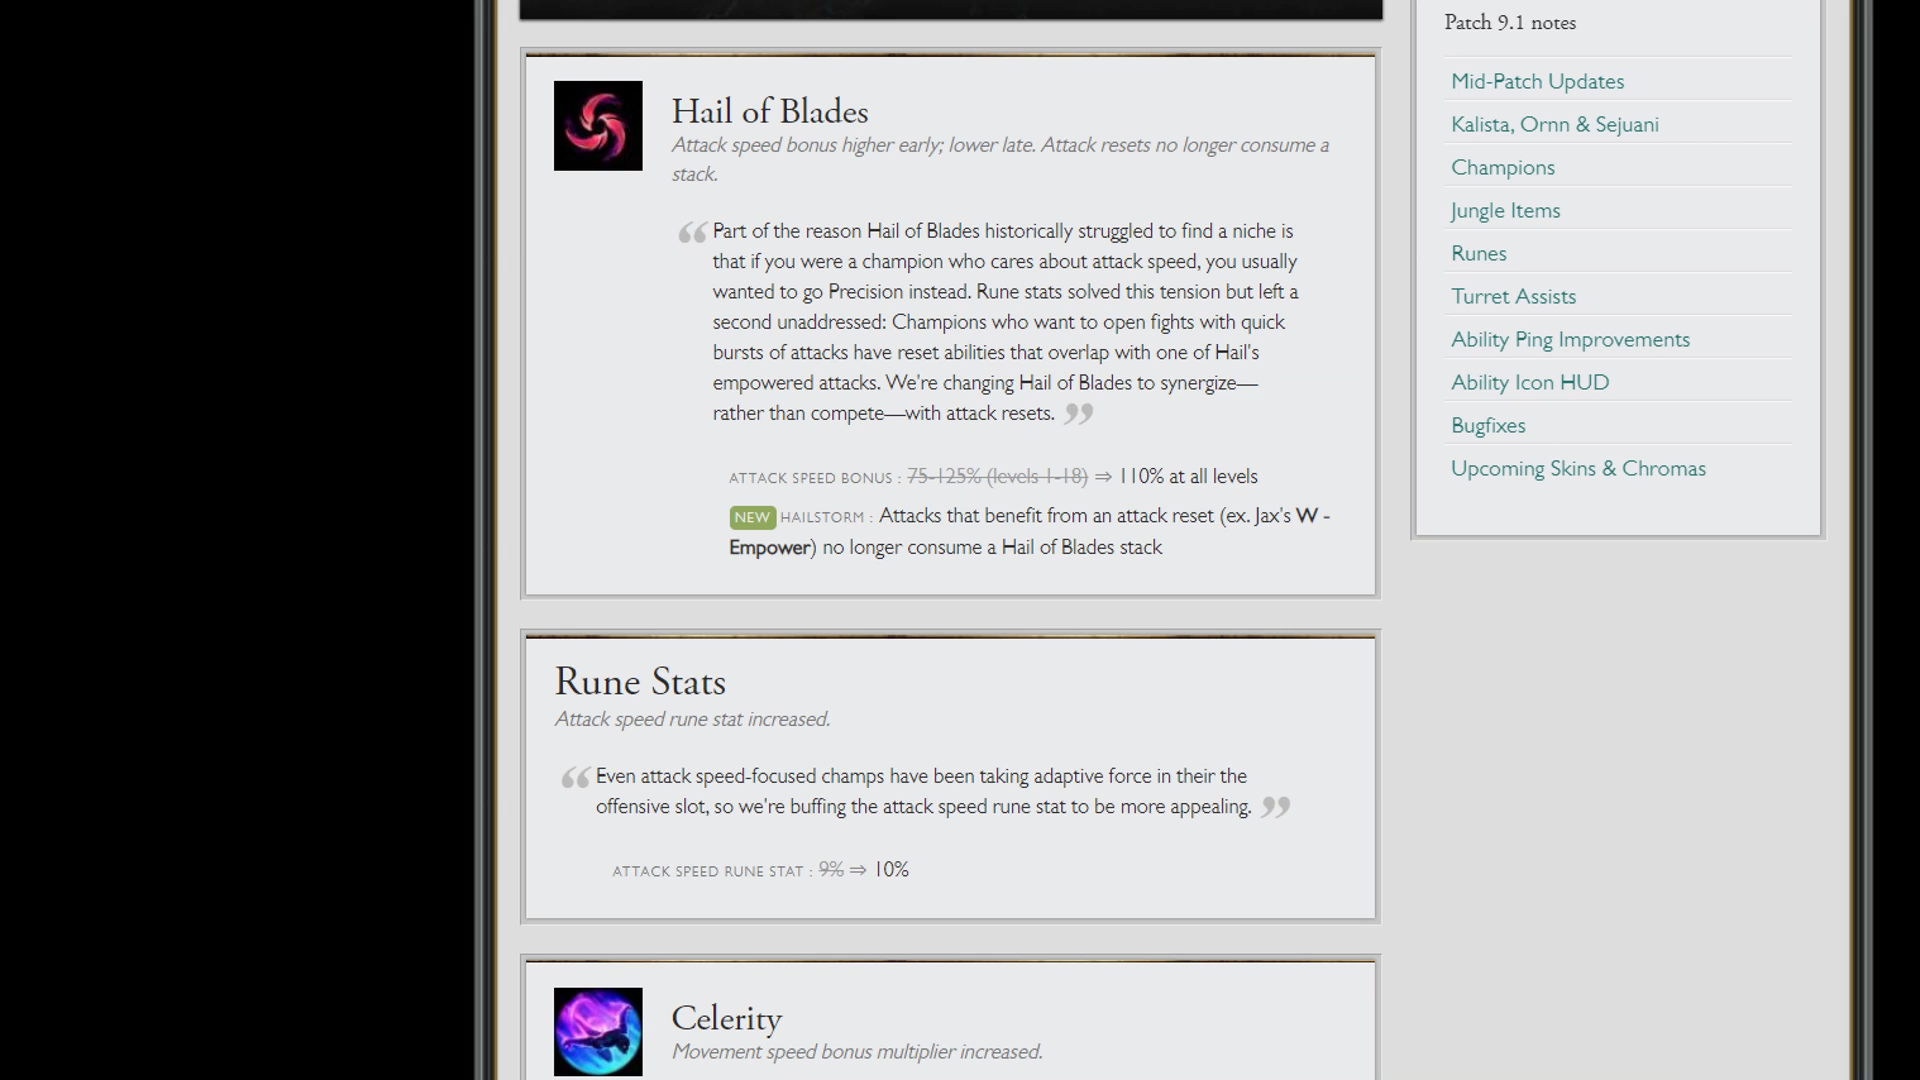 Hail of Blades
Attack speed bonus higher early; lower late. Attack resets no longer consume a
stack.
“ Part of the reason Hail of Blades historically struggled to find a niche is
that if you were a champion who cares about attack speed, you usually
wanted to go Precision instead. Rune stats solved this tension but left a
second unaddressed: Champions who want to open fights with quick
bursts of attacks have reset abilities that overlap with one of Hail's
empowered attacks. We're changing Hail of Blades to synergize—
rather than compete—with attack resets. ”
ATTACK SPEED BONUS : 75-125% (levels 1-18) ⇒ 110% at all levels
NEW HAILSTORM : Attacks that benefit from an attack reset (ex. Jax's W -
Empower) no longer consume a Hail of Blades stack
Rune Stats
Attack speed rune stat increased.
“ Even attack speed-focused champs have been taking adaptive force in their the
offensive slot, so we're buffing the attack speed rune stat to be more appealing. ”
ATTACK SPEED RUNE STAT : 9% ⇒ 10%
Celerity
Movement speed bonus multiplier increased.
Patch 9.1 notes
Mid-Patch Updates
Kalista, Ornn & Sejuani
Champions
Jungle Items
Runes
Turret Assists
Ability Ping Improvements
Ability Icon HUD
Bugfixes
Upcoming Skins & Chromas